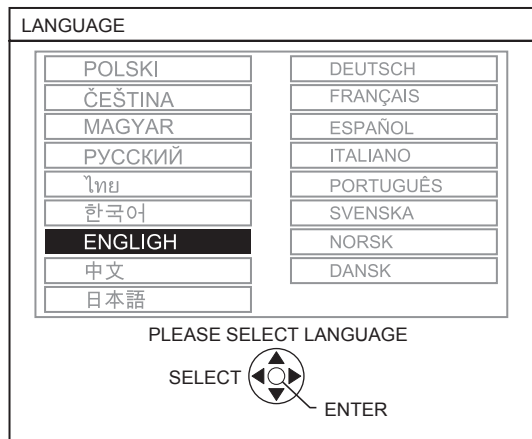 LANGUAGE
POLSKI
ČEŠTINA
MAGYAR
РУССКИЙ
ไทย
한국어
ENGLIGH
中文
日本語
DEUTSCH
FRANÇAIS
ESPAÑOL
ITALIANO
PORTUGUÊS
SVENSKA
NORSK
DANSK
PLEASE SELECT LANGUAGE
SELECT
ENTER